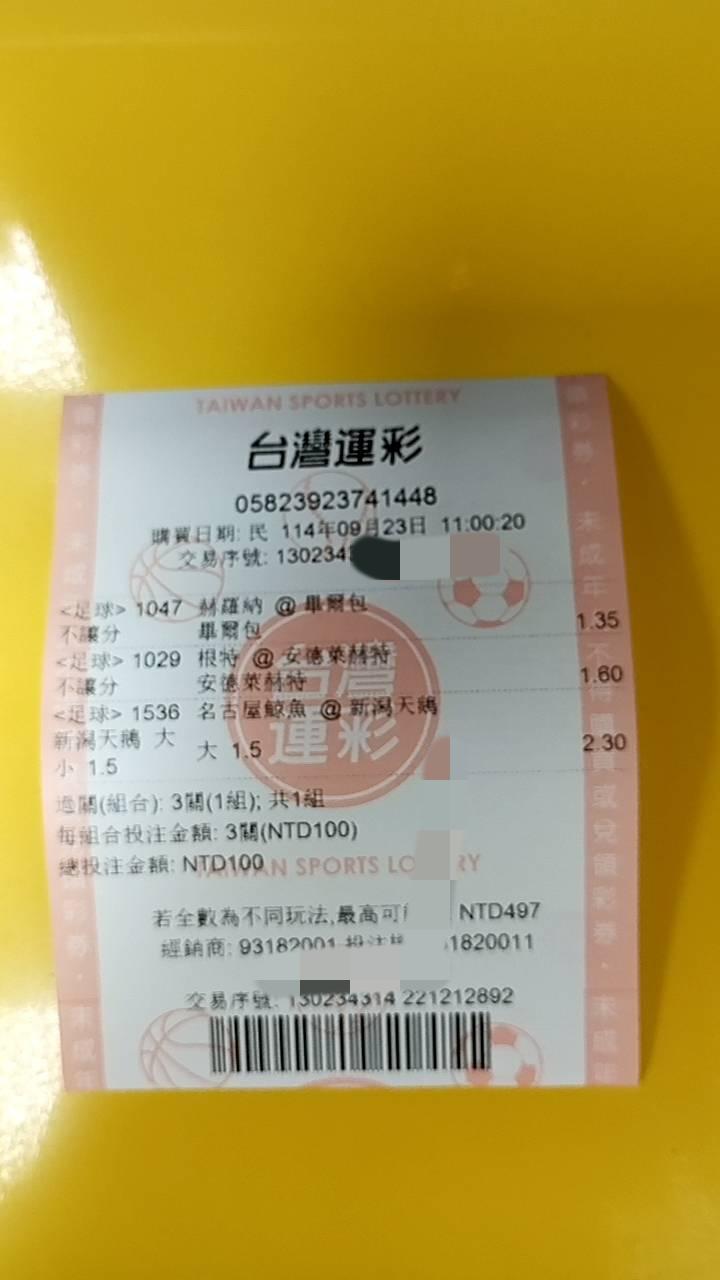 TAIWAN SPORTS LOTTERY
台灣運彩
05823923741448
購買日期: 民 114年09月23日 11:00:20
交易序號: 1302343
<足球> 1047 赫羅納 @ 畢爾包
不讓分 畢爾包 1.35
<足球> 1029 根特 @ 安德萊赫特
不讓分 安德萊赫特 1.60
<足球> 1536 名古屋鯨魚 @ 新潟天鵝
新潟天鵝 大小 1.5 大 1.5 2.30
台灣運彩
過關(組合): 3關(1組); 共1組
每組合投注金額: 3關(NTD100)
總投注金額: NTD100
TAIWAN SPORTS LO RY
若全數為不同玩法,最高可 NTD497
經銷商: 93182001 投注機 1820011
交易序號: 130234314 221212892